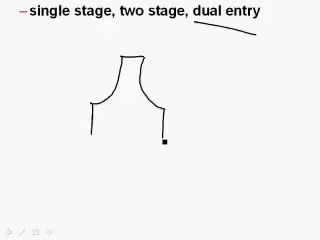 – single stage, two stage, dual entry